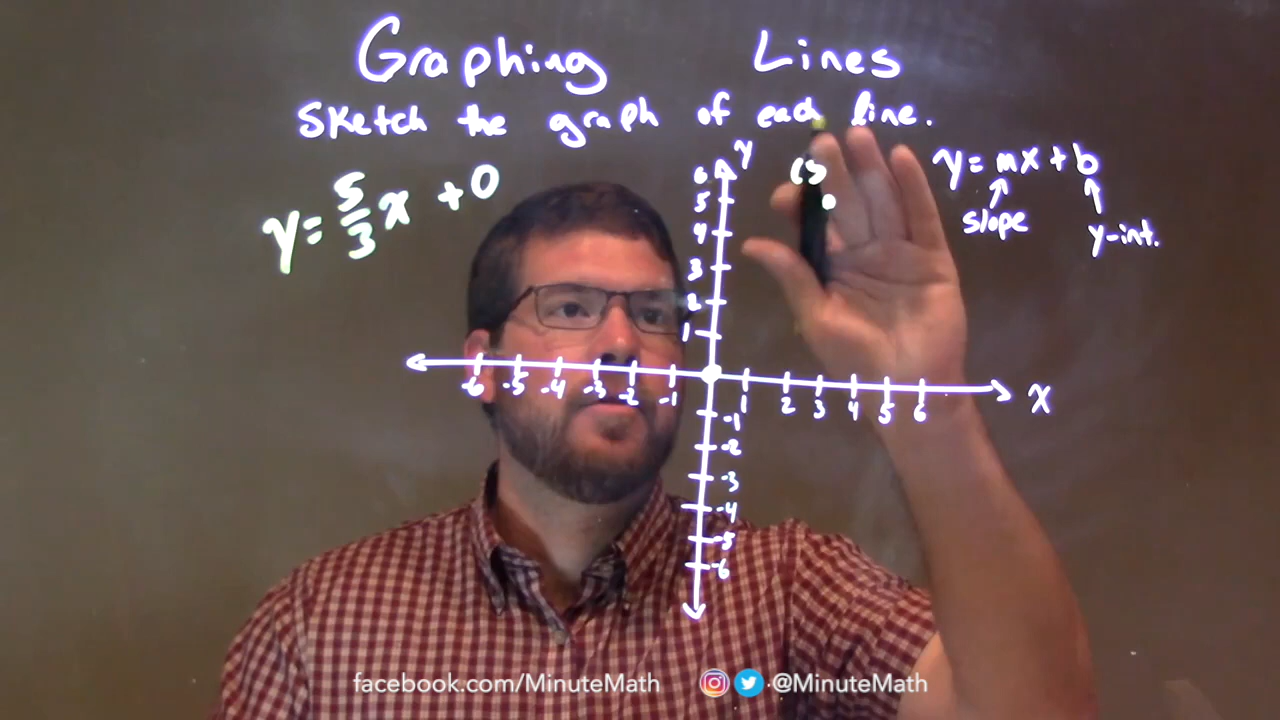 Graphing Lines
Sketch the graph of each line.
y = 5/3 x + 0
y = mx + b
slope
y-int.
y
6
5
4
3
2
1
-6 -5 -4 -3 -2 -1 1 2 3 4 5 6
x
-1
-2
-3
-4
-5
-6
facebook.com/MinuteMath @MinuteMath